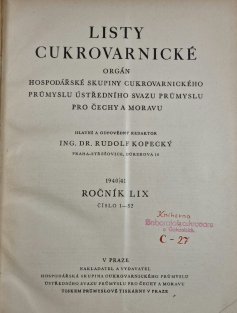 LISTY
CUKROVARNICKÉ
ORGÁN
HOSPODÁŘSKÉ SKUPINY CUKROVARNICKÉHO
PRŮMYSLU ÚSTŘEDNÍHO SVAZU PRŮMYSLU
PRO ČECHY A MORAVU
HLAVNÍ A ODPOVĚDNÝ REDAKTOR
ING. DR. RUDOLF KOPECKÝ
PRAHA-STŘEŠOVICE, DÜREROVA 18
1940/41
ROČNÍK LIX
ČÍSLO 1—52
Knihovna
C - 27
V PRAZE
NAKLADATEL A VYDAVATEL
HOSPODÁŘSKÁ SKUPINA CUKROVARNICKÉHO PRŮMYSLU
ÚSTŘEDNÍHO SVAZU PRŮMYSLU PRO ČECHY A MORAVU
TISKEM PRŮMYSLOVÉ TISKÁRNY V PRAZE